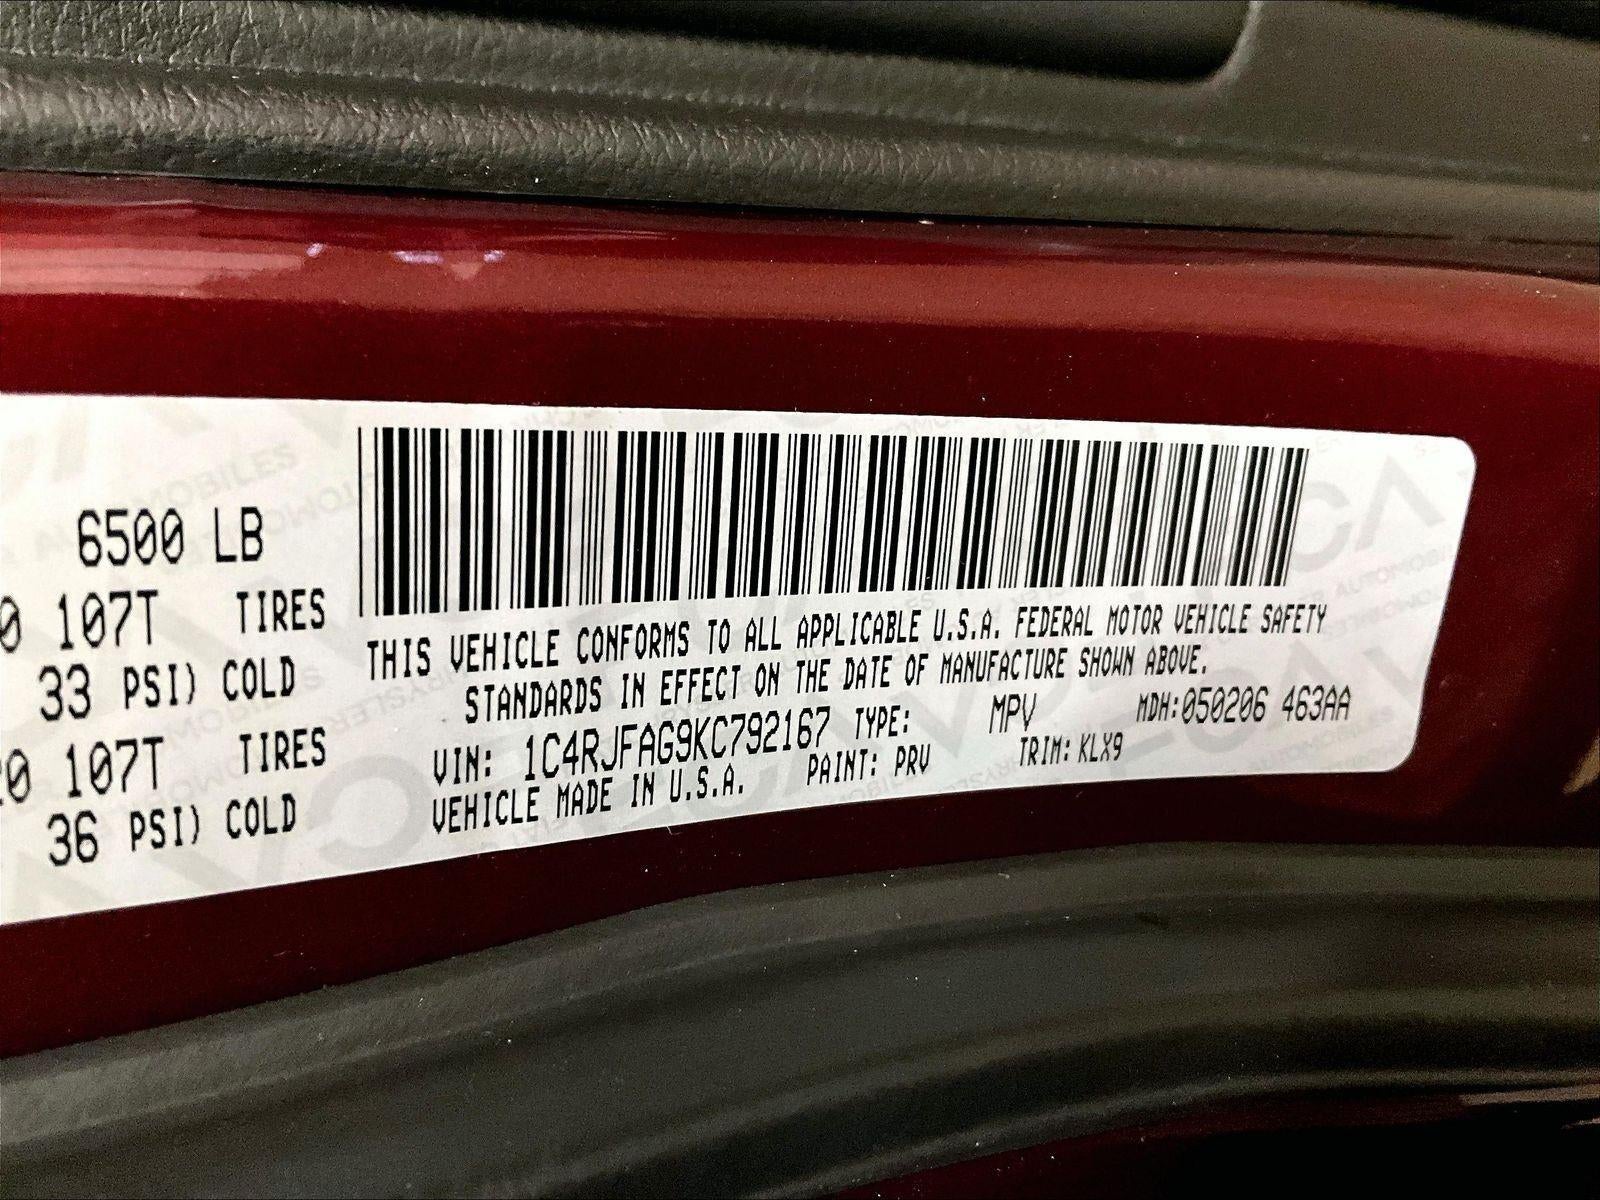 6500 LB
0 107T TIRES
33 PSI) COLD
20 107T TIRES
36 PSI) COLD
THIS VEHICLE CONFORMS TO ALL APPLICABLE U.S.A. FEDERAL MOTOR VEHICLE SAFETY
STANDARDS IN EFFECT ON THE DATE OF MANUFACTURE SHOWN ABOVE.
VIN: 1C4RJFAG9KC792167 TYPE: MPV MDH:050206 463AA
VEHICLE MADE IN U.S.A. PAINT: PRV TRIM: KLX9